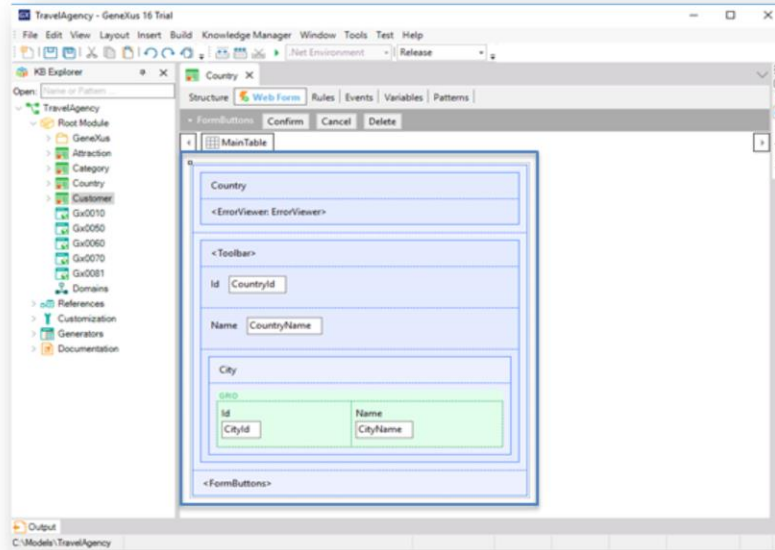 TravelAgency - GeneXus 16 Trial
File Edit View Layout Insert Build Knowledge Manager Window Tools Test Help
.Net Environment Release
KB Explorer
Open: Name or Pattern ...
TravelAgency
Root Module
GeneXus
Attraction
Category
Country
Customer
Gx0010
Gx0050
Gx0060
Gx0070
Gx0081
Domains
References
Customization
Generators
Documentation
Country
Structure Web Form Rules Events Variables Patterns
FormButtons Confirm Cancel Delete
MainTable
Country
<ErrorViewer: ErrorViewer>
<Toolbar>
Id CountryId
Name CountryName
City
GRID
Id Name
CityId CityName
<FormButtons>
Output
C:\Models\TravelAgency